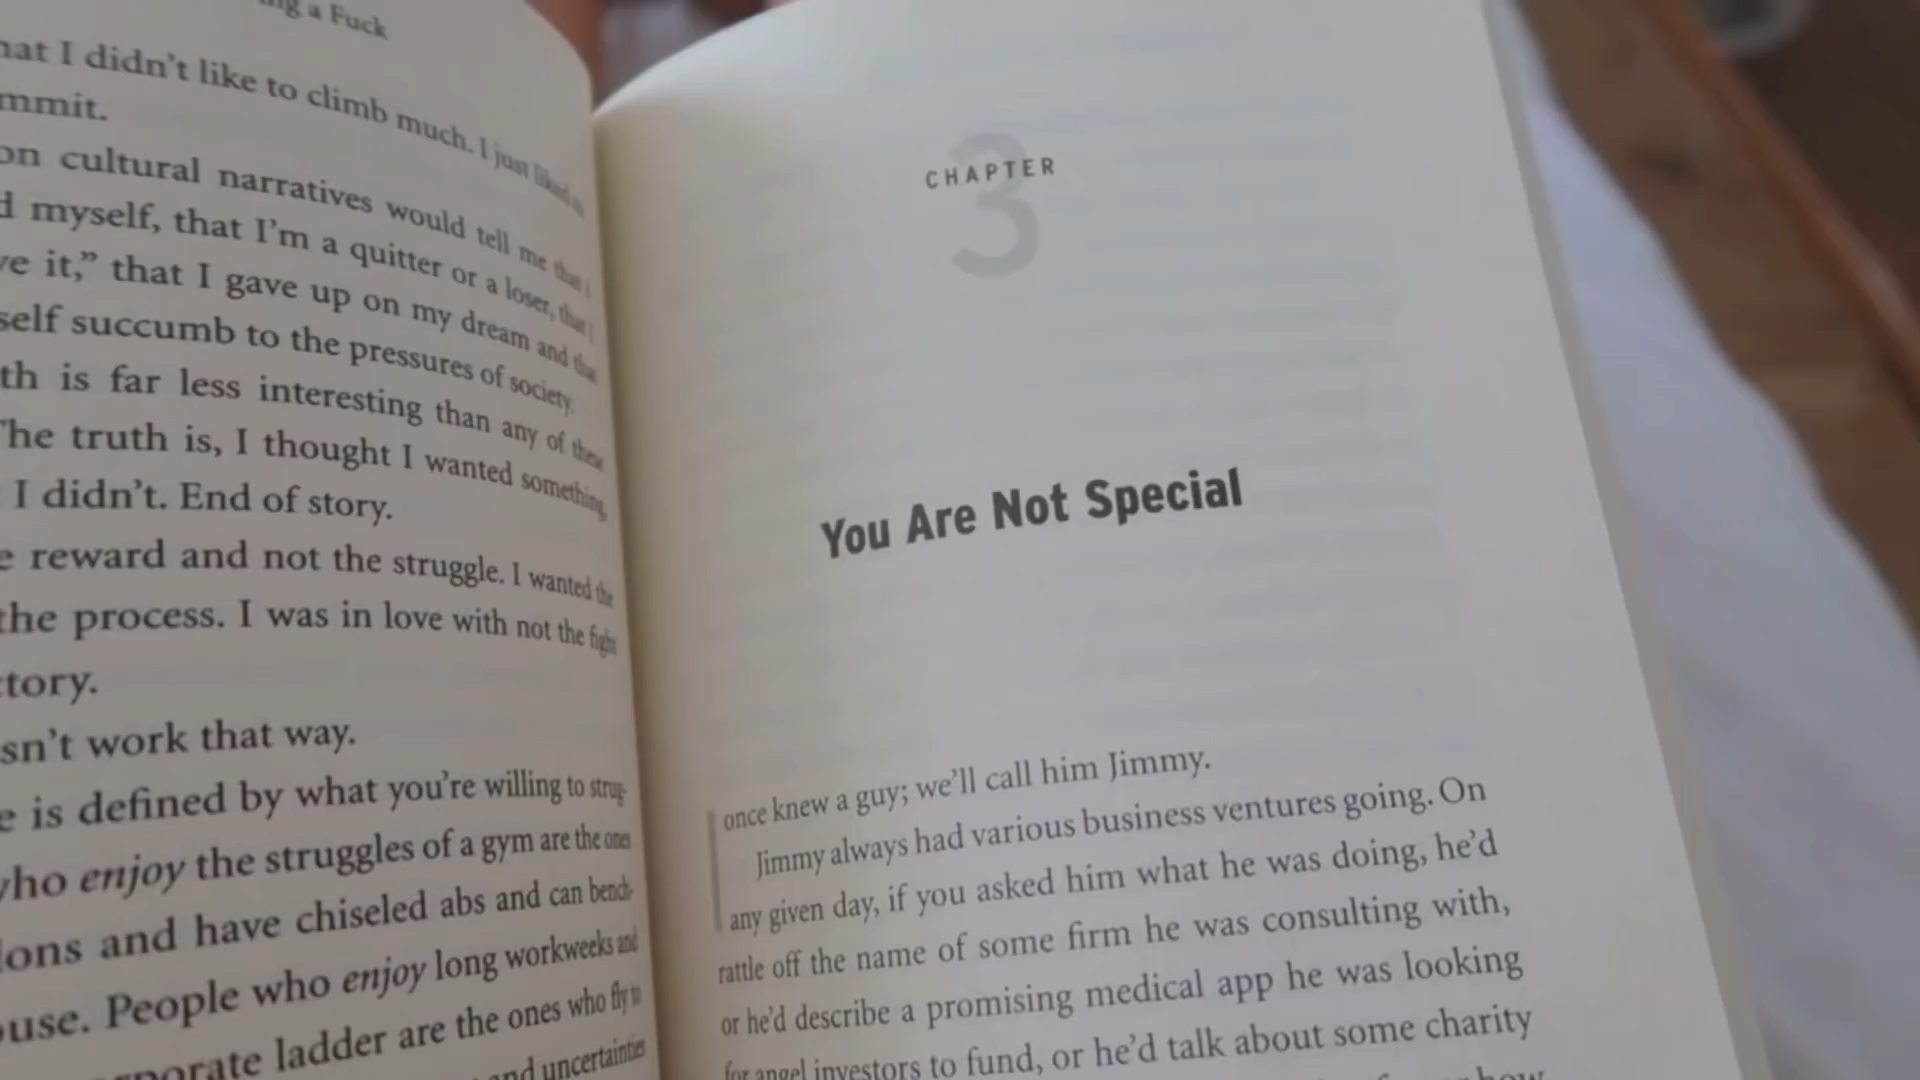 ng a Fuck
hat I didn't like to climb much. I just liked
mmit.
on cultural narratives would tell me that I
d myself, that I'm a quitter or a loser, that I
ve it,” that I gave up on my dream and that
self succumb to the pressures of society.
th is far less interesting than any of these
The truth is, I thought I wanted something,
I didn't. End of story.
e reward and not the struggle. I wanted the
the process. I was in love with not the fight
ctory.
sn't work that way.
e is defined by what you're willing to strug-
who enjoy the struggles of a gym are the ones
lons and have chiseled abs and can bench-
ouse. People who enjoy long workweeks and
orporate ladder are the ones who fly to
and uncertainties
CHAPTER
3
You Are Not Special
I once knew a guy; we'll call him Jimmy.
Jimmy always had various business ventures going. On
any given day, if you asked him what he was doing, he'd
rattle off the name of some firm he was consulting with,
or he'd describe a promising medical app he was looking
for angel investors to fund, or he'd talk about some charity
how